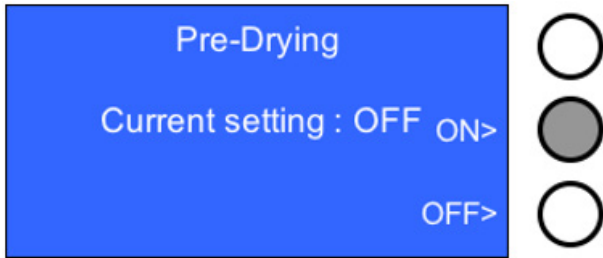 Pre-Drying
Current setting : OFF ON>
OFF>